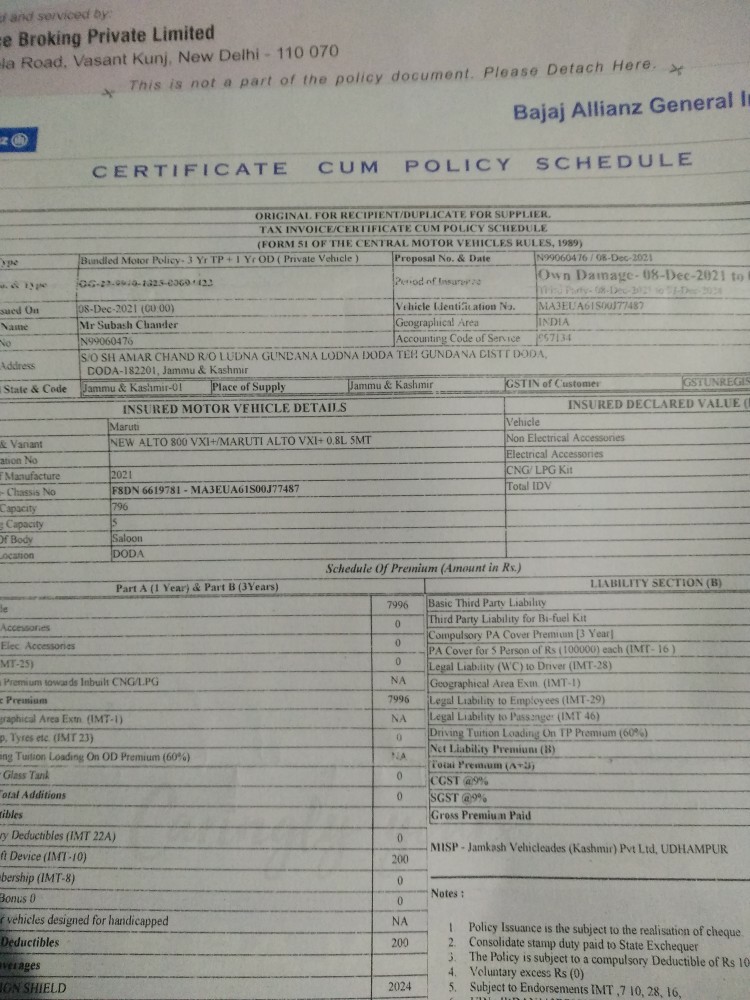 d and serviced by:
ce Broking Private Limited
la Road, Vasant Kunj, New Delhi - 110 070
This is not a part of the policy document. Please Detach Here.
Bajaj Allianz General I
z
CERTIFICATE CUM POLICY SCHEDULE
ORIGINAL FOR RECIPIENT/DUPLICATE FOR SUPPLIER.
TAX INVOICE/CERTIFICATE CUM POLICY SCHEDULE
(FORM 51 OF THE CENTRAL MOTOR VEHICLES RULES, 1989)
ype Bundled Motor Policy- 3 Yr TP + 1 Yr OD ( Private Vehicle ) Proposal No. & Date N99060476 / 08-Dec-2021
Period of Insurance Own Damage- 08-Dec-2021 to
sued On 08-Dec-2021 (00:00) Vehicle Identification No. MA3EUA61S00J77487
Name Mr Subash Chander Geographical Area INDIA
No N99060476 Accounting Code of Service
Address S/O SH AMAR CHAND R/O LUDNA GUNDANA LODNA DODA TEH GUNDANA DISTT DODA,
DODA-182201, Jammu & Kashmir
State & Code Jammu & Kashmir-01 Place of Supply Jammu & Kashmir GSTIN of Customer GSTUNREGIS
INSURED MOTOR VEHICLE DETAILS INSURED DECLARED VALUE (
Maruti Vehicle
& Variant NEW ALTO 800 VXI+/MARUTI ALTO VXI+ 0.8L 5MT Non Electrical Accessories
ation No Electrical Accessories
f Manufacture 2021 CNG/ LPG Kit
- Chassis No F8DN 6619781 - MA3EUA61S00J77487 Total IDV
Capacity 796
g Capacity 5
Of Body Saloon
Location DODA
Schedule Of Premium (Amount in Rs.)
Part A (1 Year) & Part B (3Years) LIABILITY SECTION (B)
le 7996 Basic Third Party Liability
Accessories 0 Third Party Liability for Bi-fuel Kit
Elec Accessories 0 Compulsory PA Cover Premium [3 Year]
MT-25) 0 PA Cover for 5 Person of Rs (100000) each (IMT- 16 )
Premium towards Inbuilt CNG/LPG NA Legal Liability (WC) to Driver (IMT-28)
Geographical Area Extn. (IMT-1)
c Premium 7996 Legal Liability to Employees (IMT-29)
graphical Area Extn. (IMT-1) NA Legal Liability to Passenger (IMT 46)
p, Tyres etc. (IMT 23) 0 Driving Tuition Loading On TP Premium (60%)
ing Tuition Loading On OD Premium (60%) NA Net Liability Premium (B)
Glass Tank 0 Total Premium (A+B)
CGST @9%
otal Additions 0 SGST @9%
tibles Gross Premium Paid
ry Deductibles (IMT 22A) 0
ft Device (IMT-10) 200 MISP - Jamkash Vehicleades (Kashmir) Pvt Ltd, UDHAMPUR
bership (IMT-8) 0
Bonus 0 0 Notes :
r vehicles designed for handicapped NA
1 Policy Issuance is the subject to the realisation of cheque
Deductibles 200 2. Consolidate stamp duty paid to State Exchequer
verages 3. The Policy is subject to a compulsory Deductible of Rs 10
4. Voluntary excess Rs (0)
ION SHIELD 2024 5. Subject to Endorsements IMT ,7 10, 28, 16,